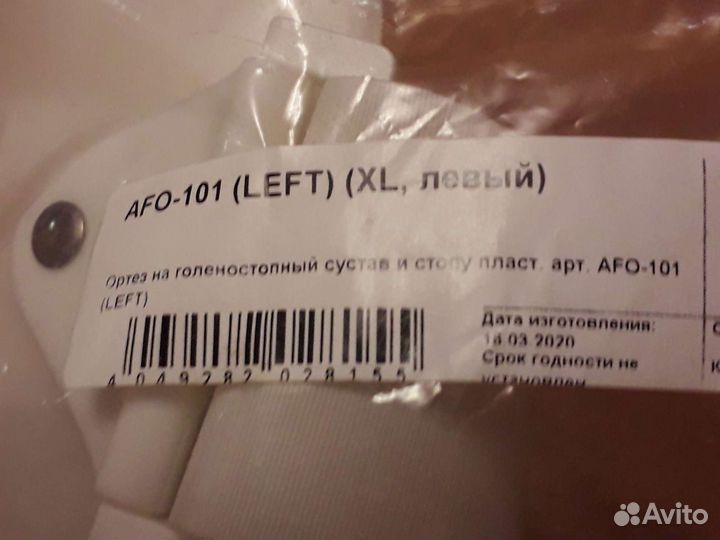 AFO-101 (LEFT) (XL, левый)
Ортез на голеностопный сустав и стопу пласт. арт. AFO-101
(LEFT)
Дата изготовления:
14.03.2020
Срок годности не
установлен
4 049282 028155
Avito